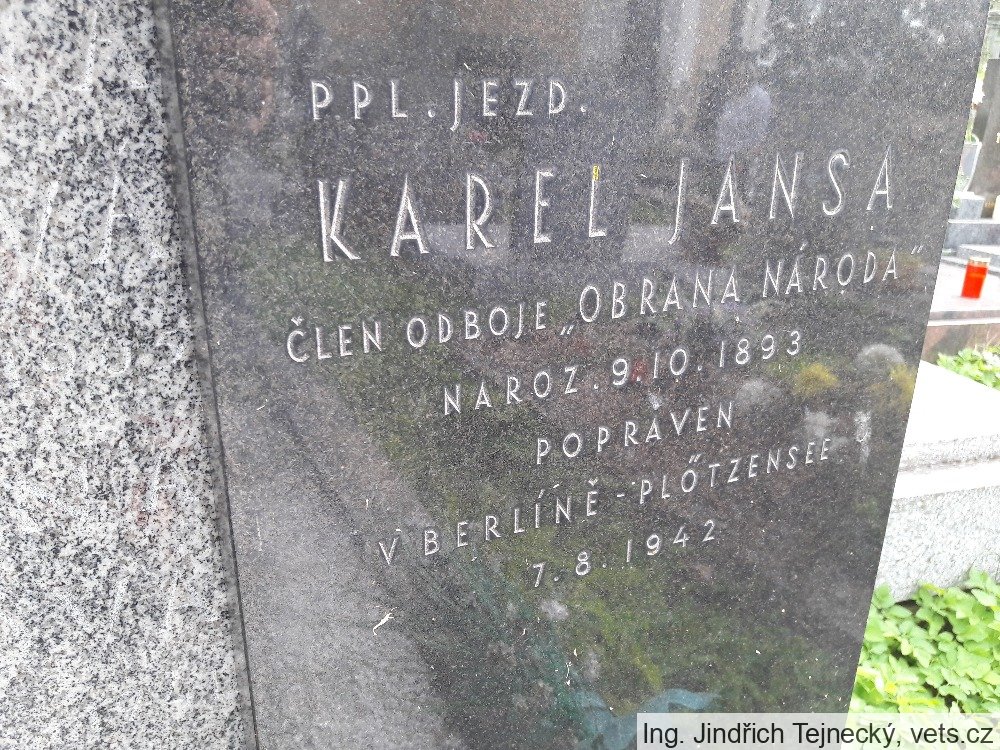 PPL. JEZD.
KAREL JANSA
ČLEN ODBOJE „OBRANA NÁRODA"
NAROZ. 9.10.1893
POPRAVEN
V BERLÍNĚ - PLŐTZENSEE
7.8.1942
Ing. Jindřich Tejnecký, vets.cz